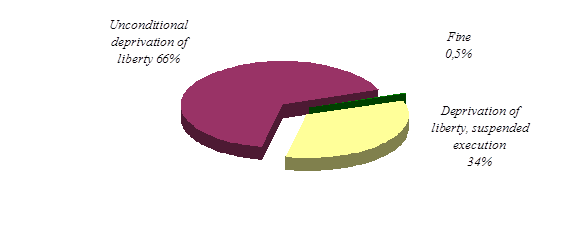 Unconditional
deprivation of
liberty 66%
Fine
0,5%
Deprivation of
liberty, suspended
execution
34%